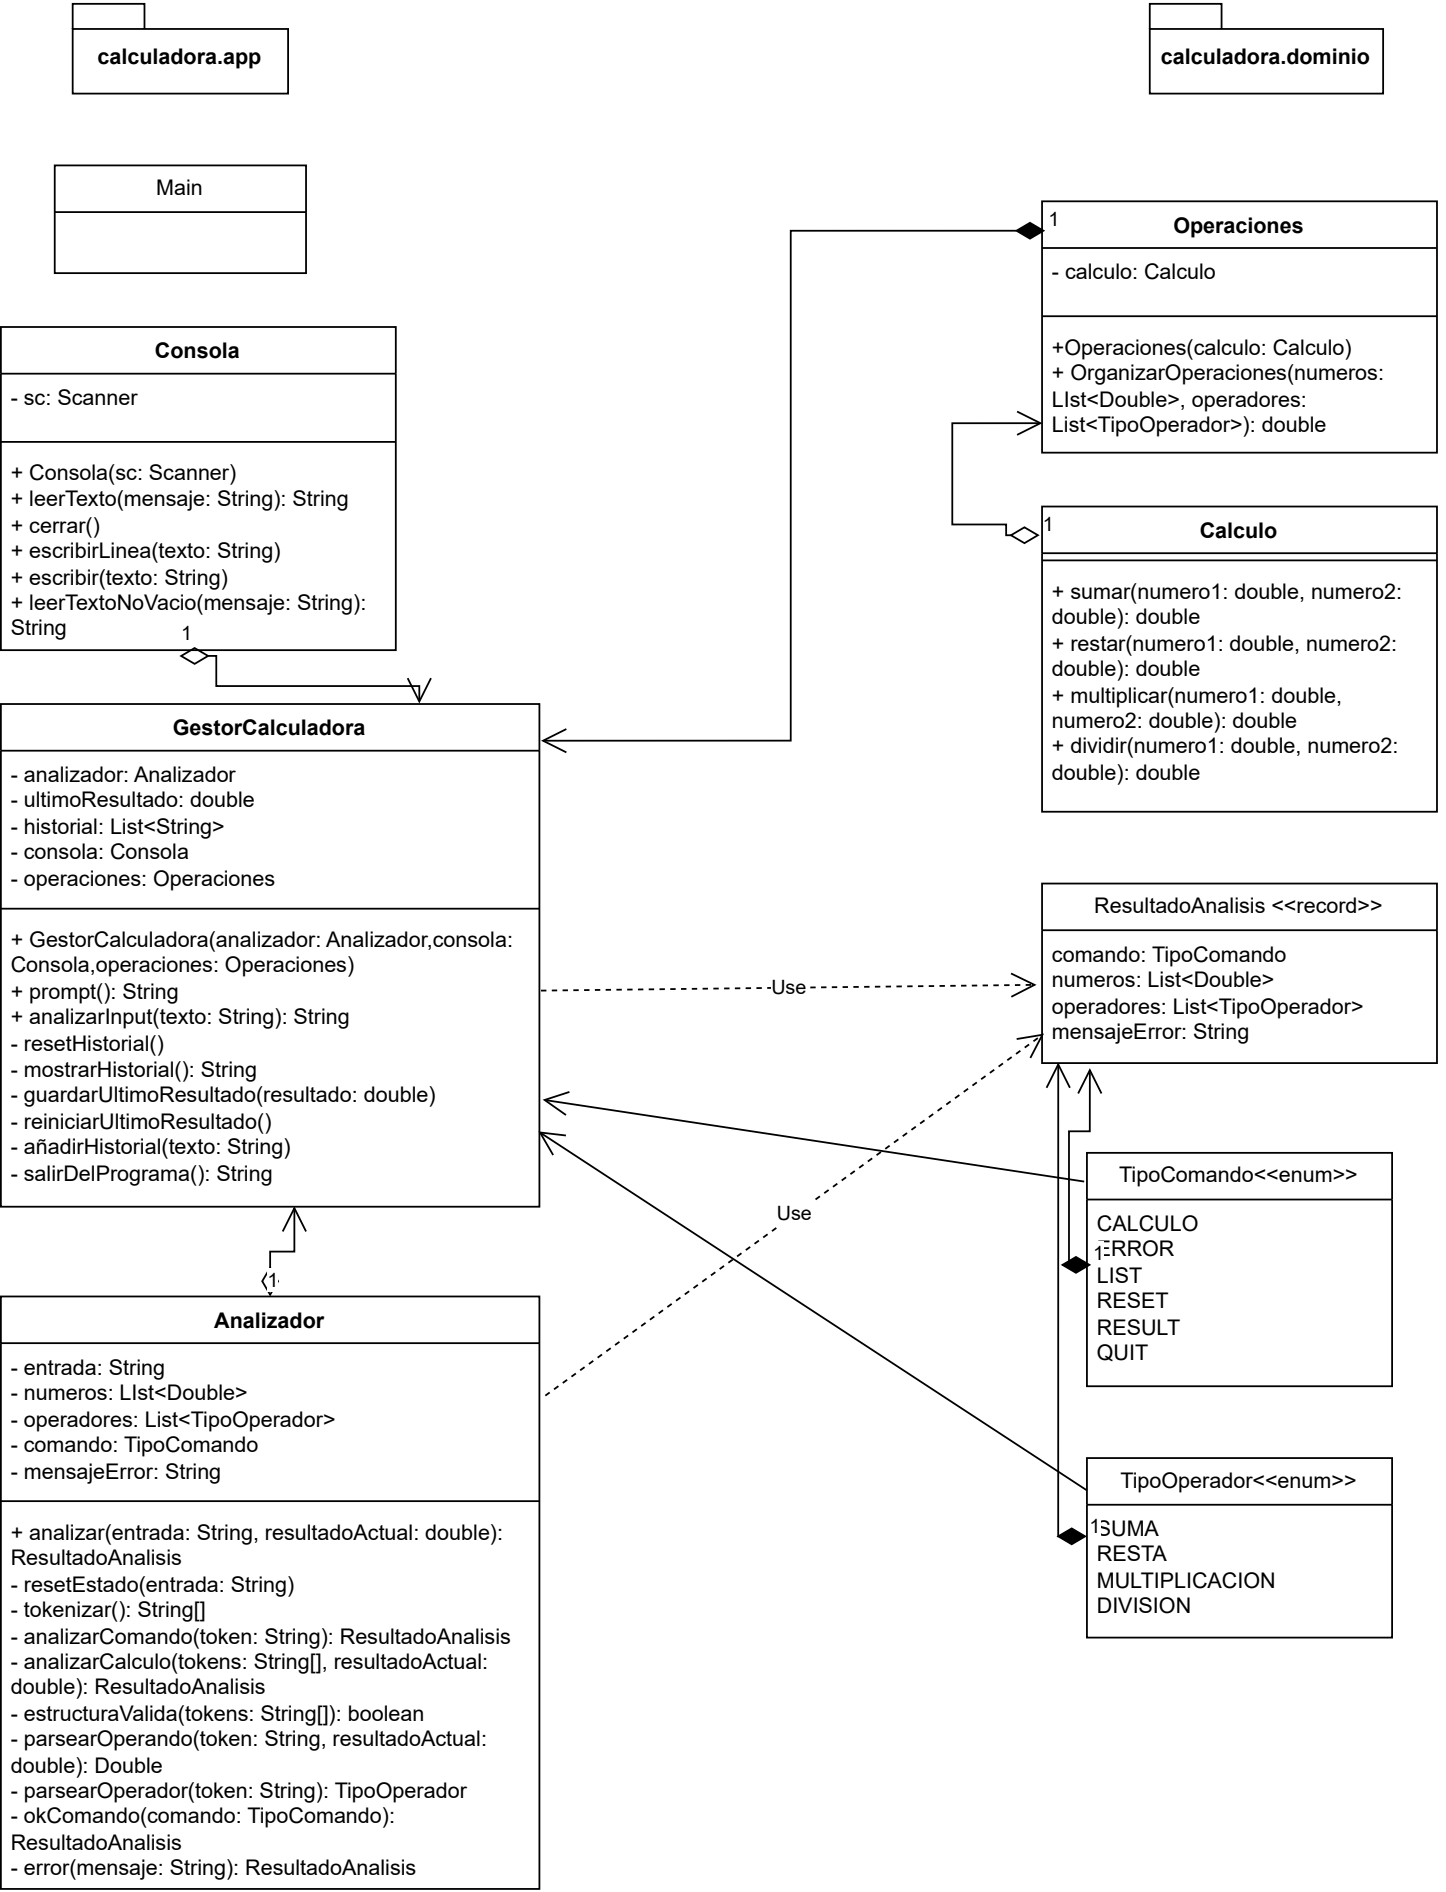 calculadora.app
calculadora.dominio
Main
Consola
- sc: Scanner
+ Consola(sc: Scanner)
+ leerTexto(mensaje: String): String
+ cerrar()
+ escribirLinea(texto: String)
+ escribir(texto: String)
+ leerTextoNoVacio(mensaje: String):
String
1
GestorCalculadora
- analizador: Analizador
- ultimoResultado: double
- historial: List<String>
- consola: Consola
- operaciones: Operaciones
+ GestorCalculadora(analizador: Analizador,consola:
Consola,operaciones: Operaciones)
+ prompt(): String
+ analizarInput(texto: String): String
- resetHistorial()
- mostrarHistorial(): String
- guardarUltimoResultado(resultado: double)
- reiniciarUltimoResultado()
- añadirHistorial(texto: String)
- salirDelPrograma(): String
1
Analizador
- entrada: String
- numeros: LIst<Double>
- operadores: List<TipoOperador>
- comando: TipoComando
- mensajeError: String
+ analizar(entrada: String, resultadoActual: double):
ResultadoAnalisis
- resetEstado(entrada: String)
- tokenizar(): String[]
- analizarComando(token: String): ResultadoAnalisis
- analizarCalculo(tokens: String[], resultadoActual:
double): ResultadoAnalisis
- estructuraValida(tokens: String[]): boolean
- parsearOperando(token: String, resultadoActual:
double): Double
- parsearOperador(token: String): TipoOperador
- okComando(comando: TipoComando):
ResultadoAnalisis
- error(mensaje: String): ResultadoAnalisis
Use
Use
1
Operaciones
- calculo: Calculo
+Operaciones(calculo: Calculo)
+ OrganizarOperaciones(numeros:
LIst<Double>, operadores:
List<TipoOperador>): double
1
Calculo
+ sumar(numero1: double, numero2:
double): double
+ restar(numero1: double, numero2:
double): double
+ multiplicar(numero1: double,
numero2: double): double
+ dividir(numero1: double, numero2:
double): double
ResultadoAnalisis <<record>>
comando: TipoComando
numeros: List<Double>
operadores: List<TipoOperador>
mensajeError: String
TipoComando<<enum>>
CALCULO
1
ERROR
LIST
RESET
RESULT
QUIT
TipoOperador<<enum>>
1
SUMA
RESTA
MULTIPLICACION
DIVISION